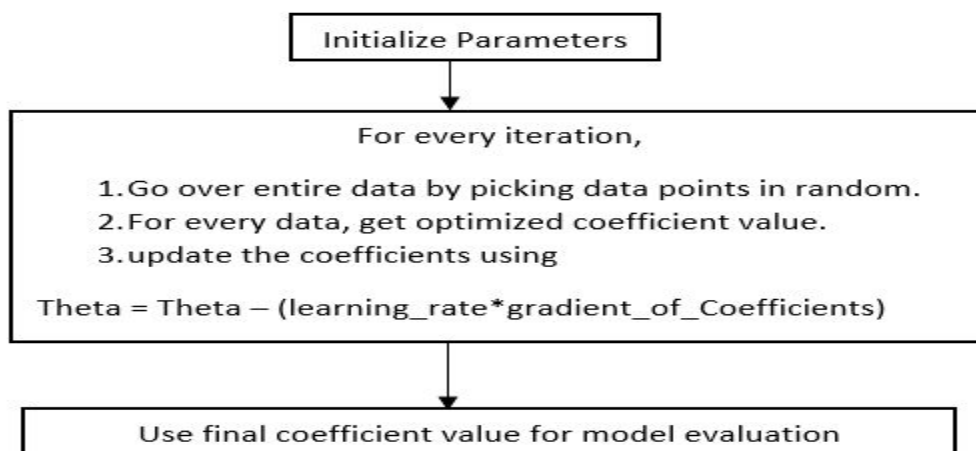 Initialize Parameters
For every iteration,
1.Go over entire data by picking data points in random.
2.For every data, get optimized coefficient value.
3.update the coefficients using
Theta = Theta – (learning_rate*gradient_of_Coefficients)
Use final coefficient value for model evaluation